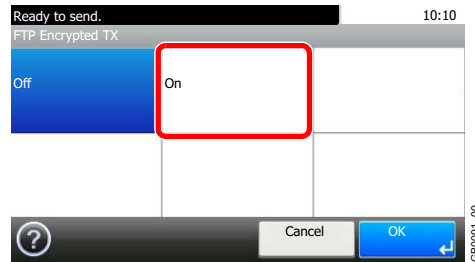 Ready to send. 10:10
FTP Encrypted TX
Off On
Cancel OK